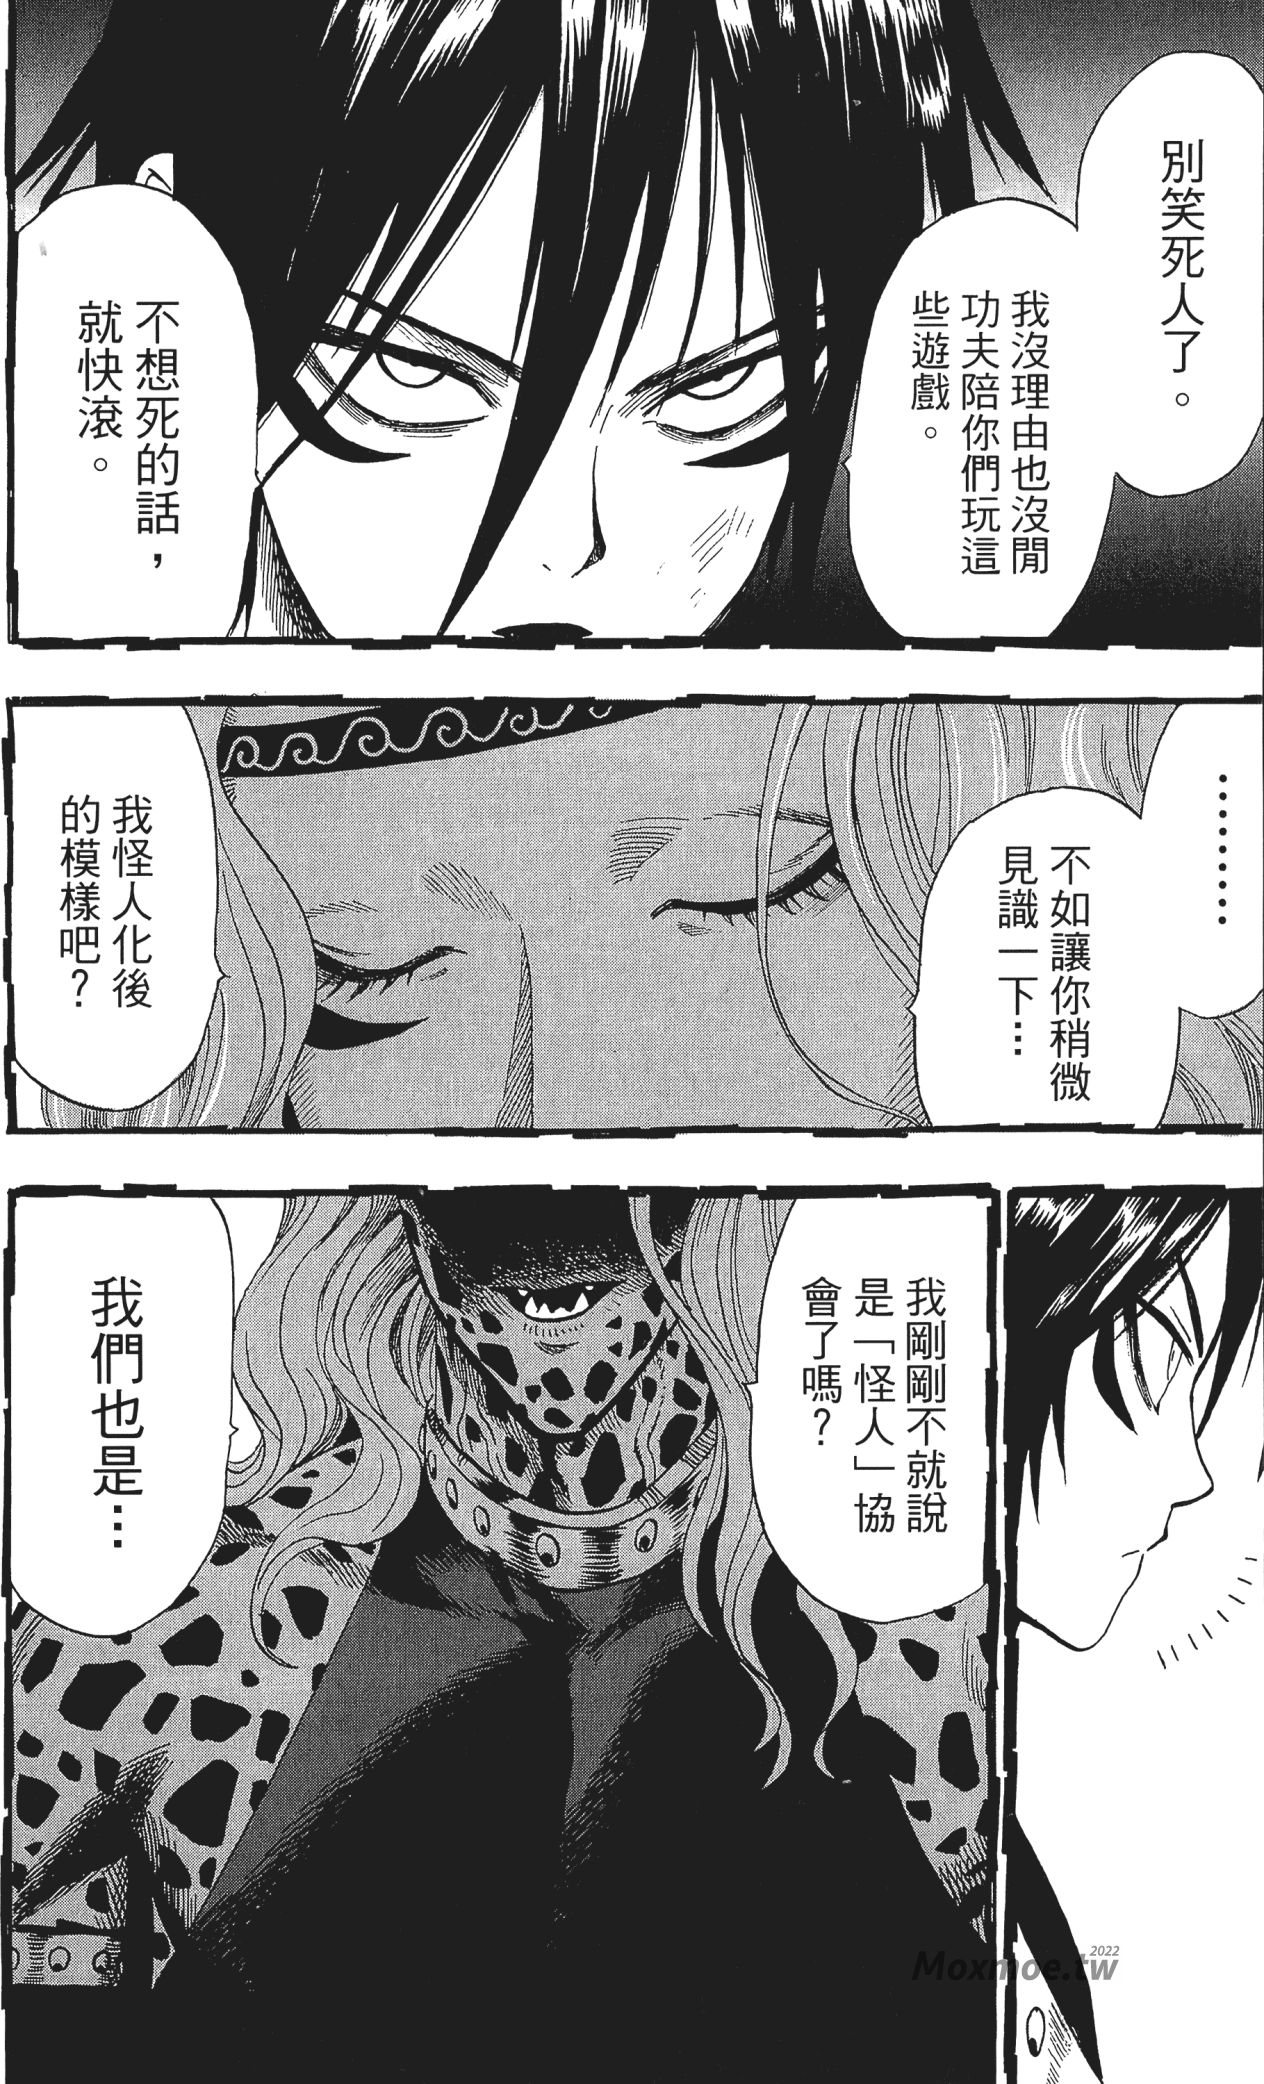 別笑死人了。
我沒理由也沒閒
功夫陪你們玩這
些遊戲。
不想死的話，
就快滾。
………
不如讓你稍微
見識一下…
我怪人化後
的模樣吧？
我剛剛不就說
是「怪人」協
會了嗎？
我們也是…
Moxmoe.tw
2022